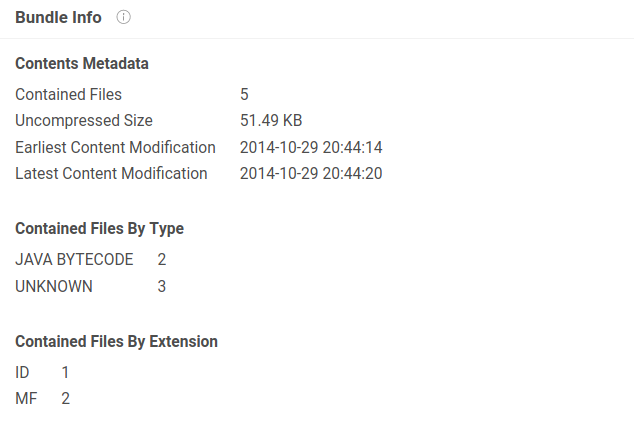 Bundle Info
Contents Metadata
Contained Files 5
Uncompressed Size 51.49 KB
Earliest Content Modification 2014-10-29 20:44:14
Latest Content Modification 2014-10-29 20:44:20
Contained Files By Type
JAVA BYTECODE 2
UNKNOWN 3
Contained Files By Extension
ID 1
MF 2